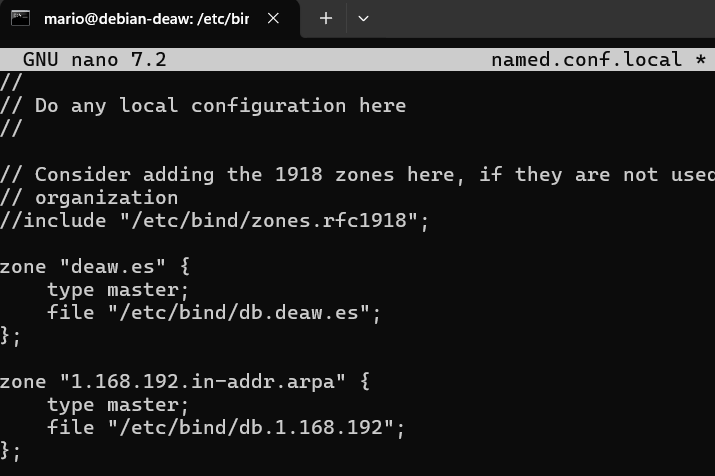 mario@debian-deaw: /etc/bin
GNU nano 7.2 named.conf.local *
//
// Do any local configuration here
//
// Consider adding the 1918 zones here, if they are not used
// organization
//include "/etc/bind/zones.rfc1918";
zone "deaw.es" {
    type master;
    file "/etc/bind/db.deaw.es";
};
zone "1.168.192.in-addr.arpa" {
    type master;
    file "/etc/bind/db.1.168.192";
};